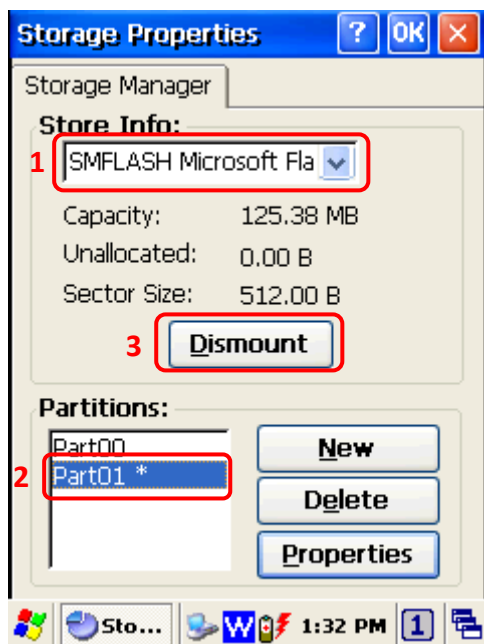 Storage Properties ? OK ×
Storage Manager
Store Info:
1 SMFLASH Microsoft Fla
Capacity: 125.38 MB
Unallocated: 0.00 B
Sector Size: 512.00 B
3 Dismount
Partitions:
Part00 New
2 Part01 *
Delete
Properties
Sto... W 1:32 PM 1